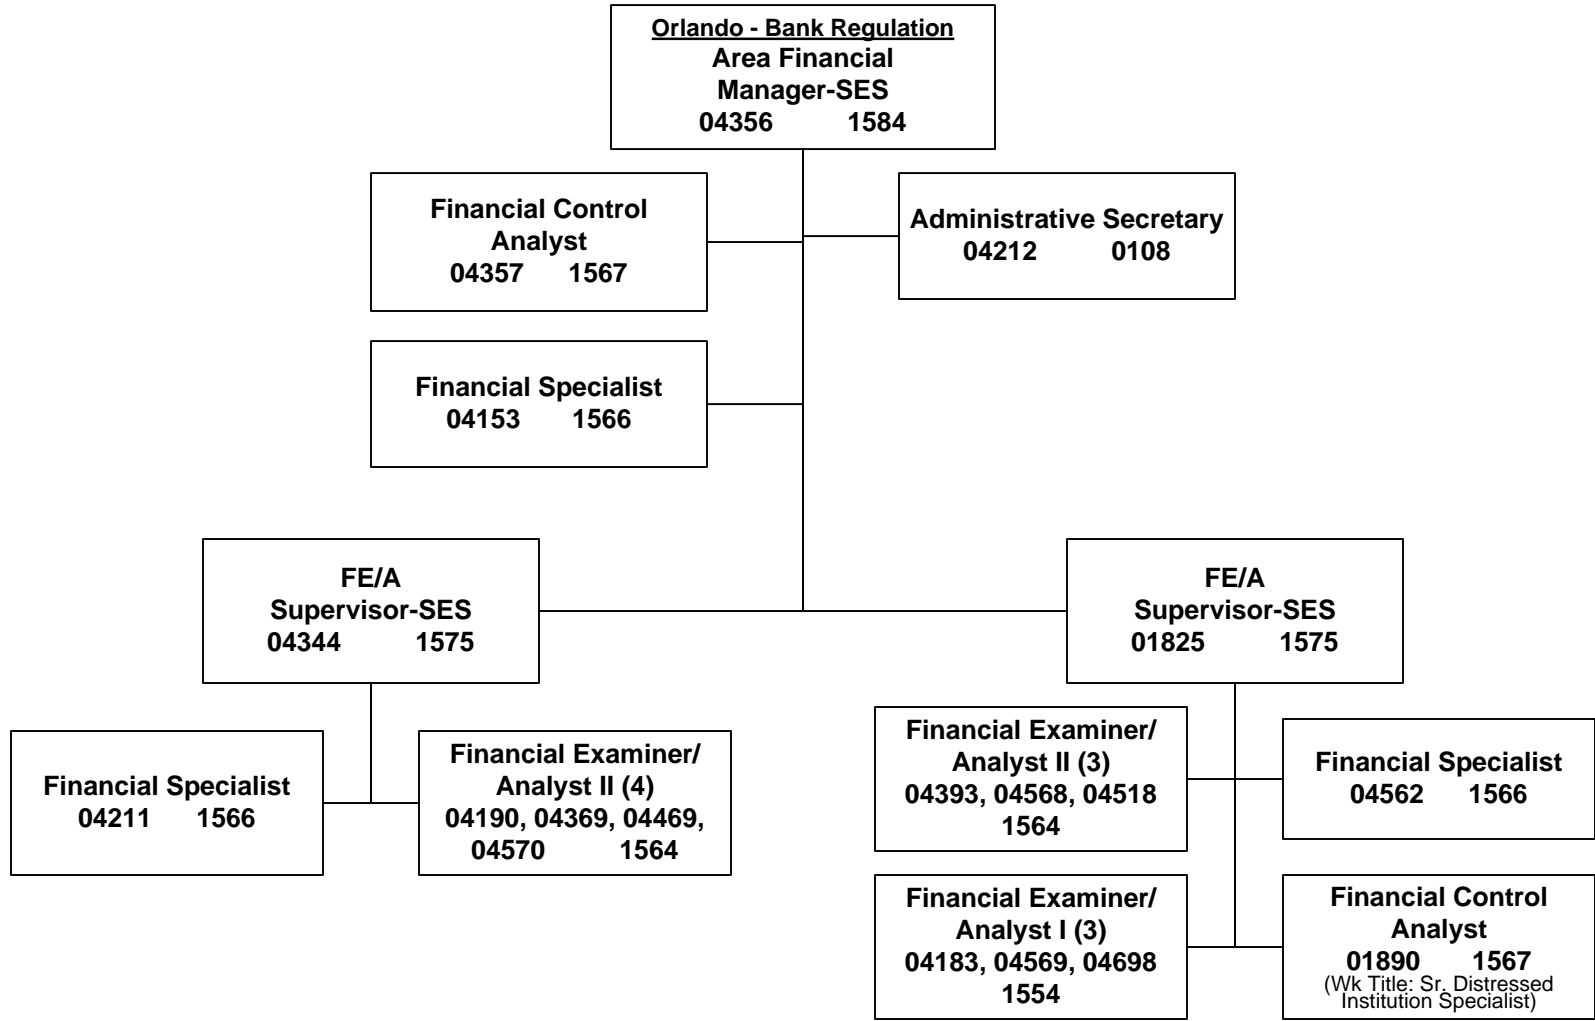 Orlando - Bank Regulation
Area Financial
Manager-SES
04356 1584
Financial Control
Analyst
04357 1567
Administrative Secretary
04212 0108
Financial Specialist
04153 1566
FE/A
Supervisor-SES
04344 1575
FE/A
Supervisor-SES
01825 1575
Financial Specialist
04211 1566
Financial Examiner/
Analyst II (4)
04190, 04369, 04469,
04570 1564
Financial Examiner/
Analyst II (3)
04393, 04568, 04518
1564
Financial Specialist
04562 1566
Financial Examiner/
Analyst I (3)
04183, 04569, 04698
1554
Financial Control
Analyst
01890 1567
(Wk Title: Sr. Distressed
Institution Specialist)